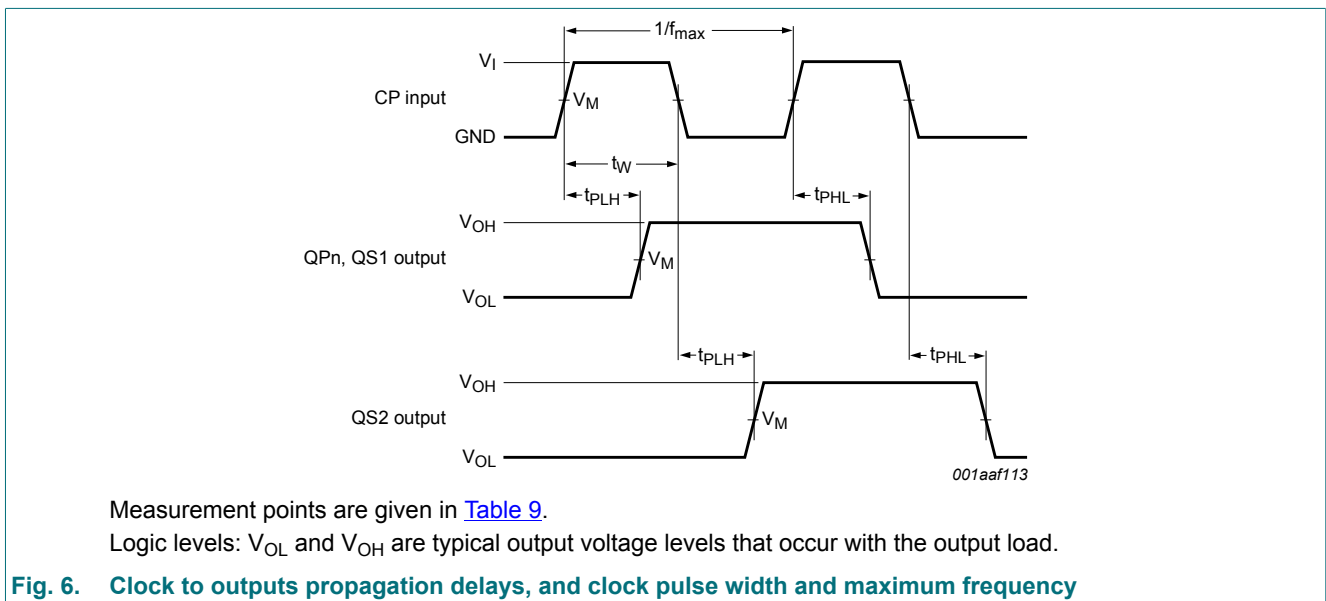 1/fmax
VI
CP input
VM
GND
tW
tPLH
tPHL
VOH
QPn, QS1 output
VM
VOL
tPLH
tPHL
VOH
QS2 output
VM
VOL
001aaf113
Measurement points are given in Table 9.
Logic levels: VOL and VOH are typical output voltage levels that occur with the output load.
Fig. 6. Clock to outputs propagation delays, and clock pulse width and maximum frequency